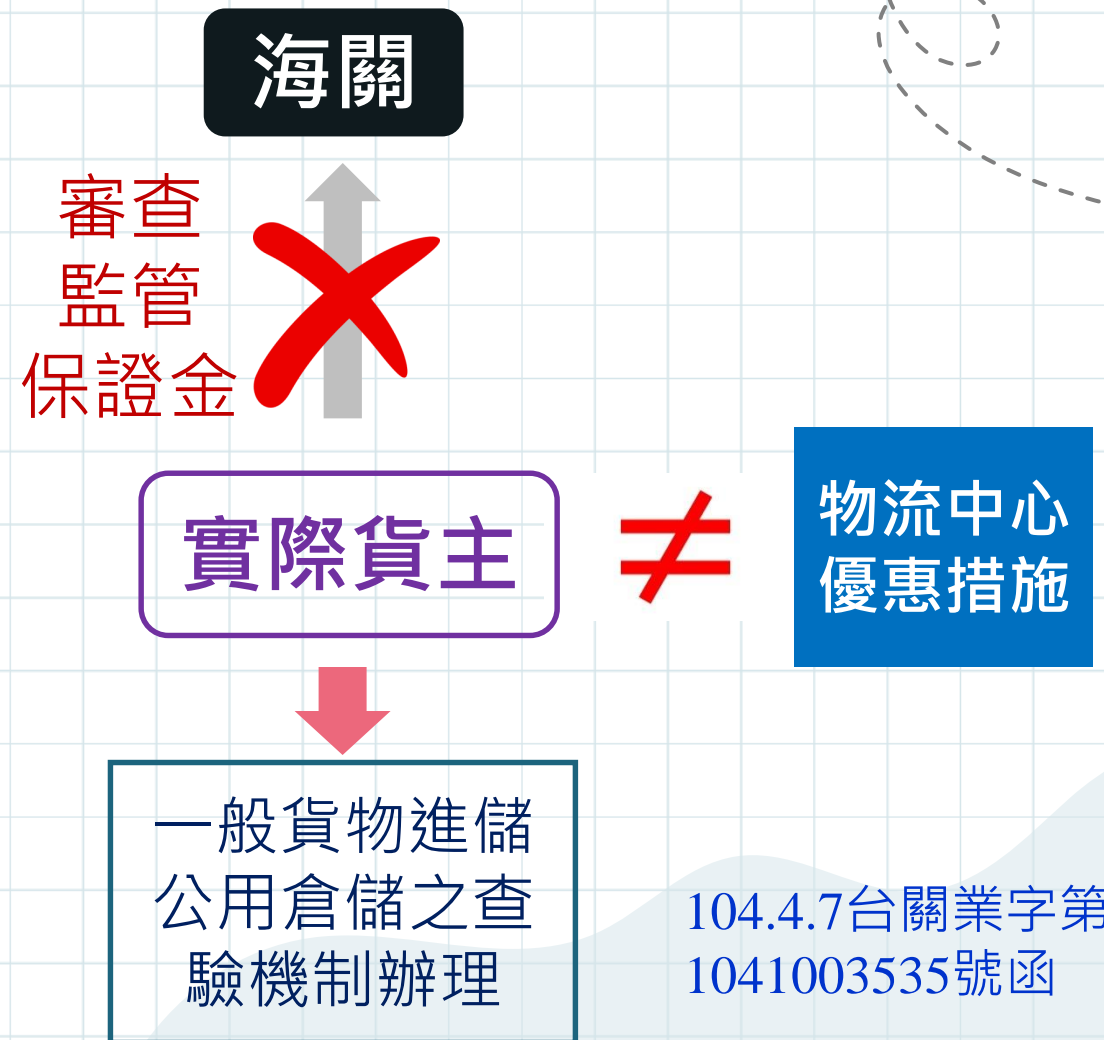 海關
審查
監管
保證金
實際貨主
≠
物流中心
優惠措施
一般貨物進儲
公用倉儲之查
驗機制辦理
104.4.7台關業字第
1041003535號函